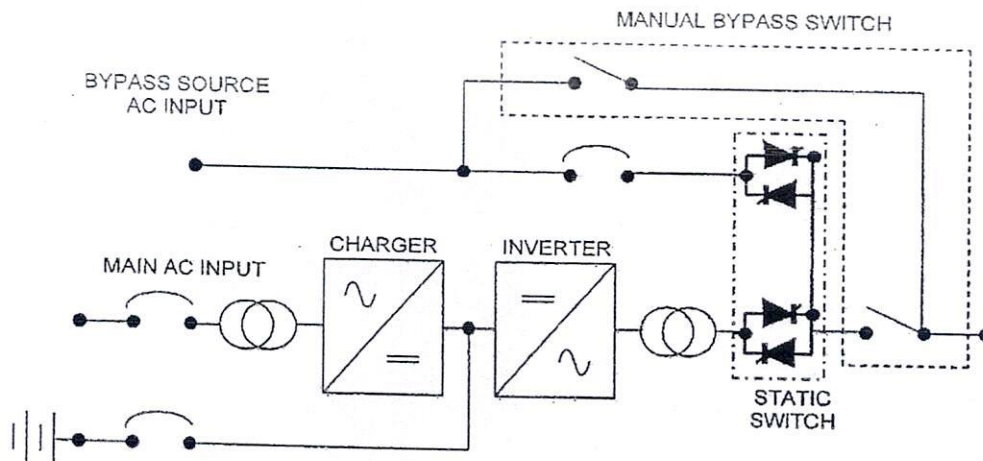 MANUAL BYPASS SWITCH
BYPASS SOURCE
AC INPUT
CHARGER
INVERTER
MAIN AC INPUT
STATIC
SWITCH